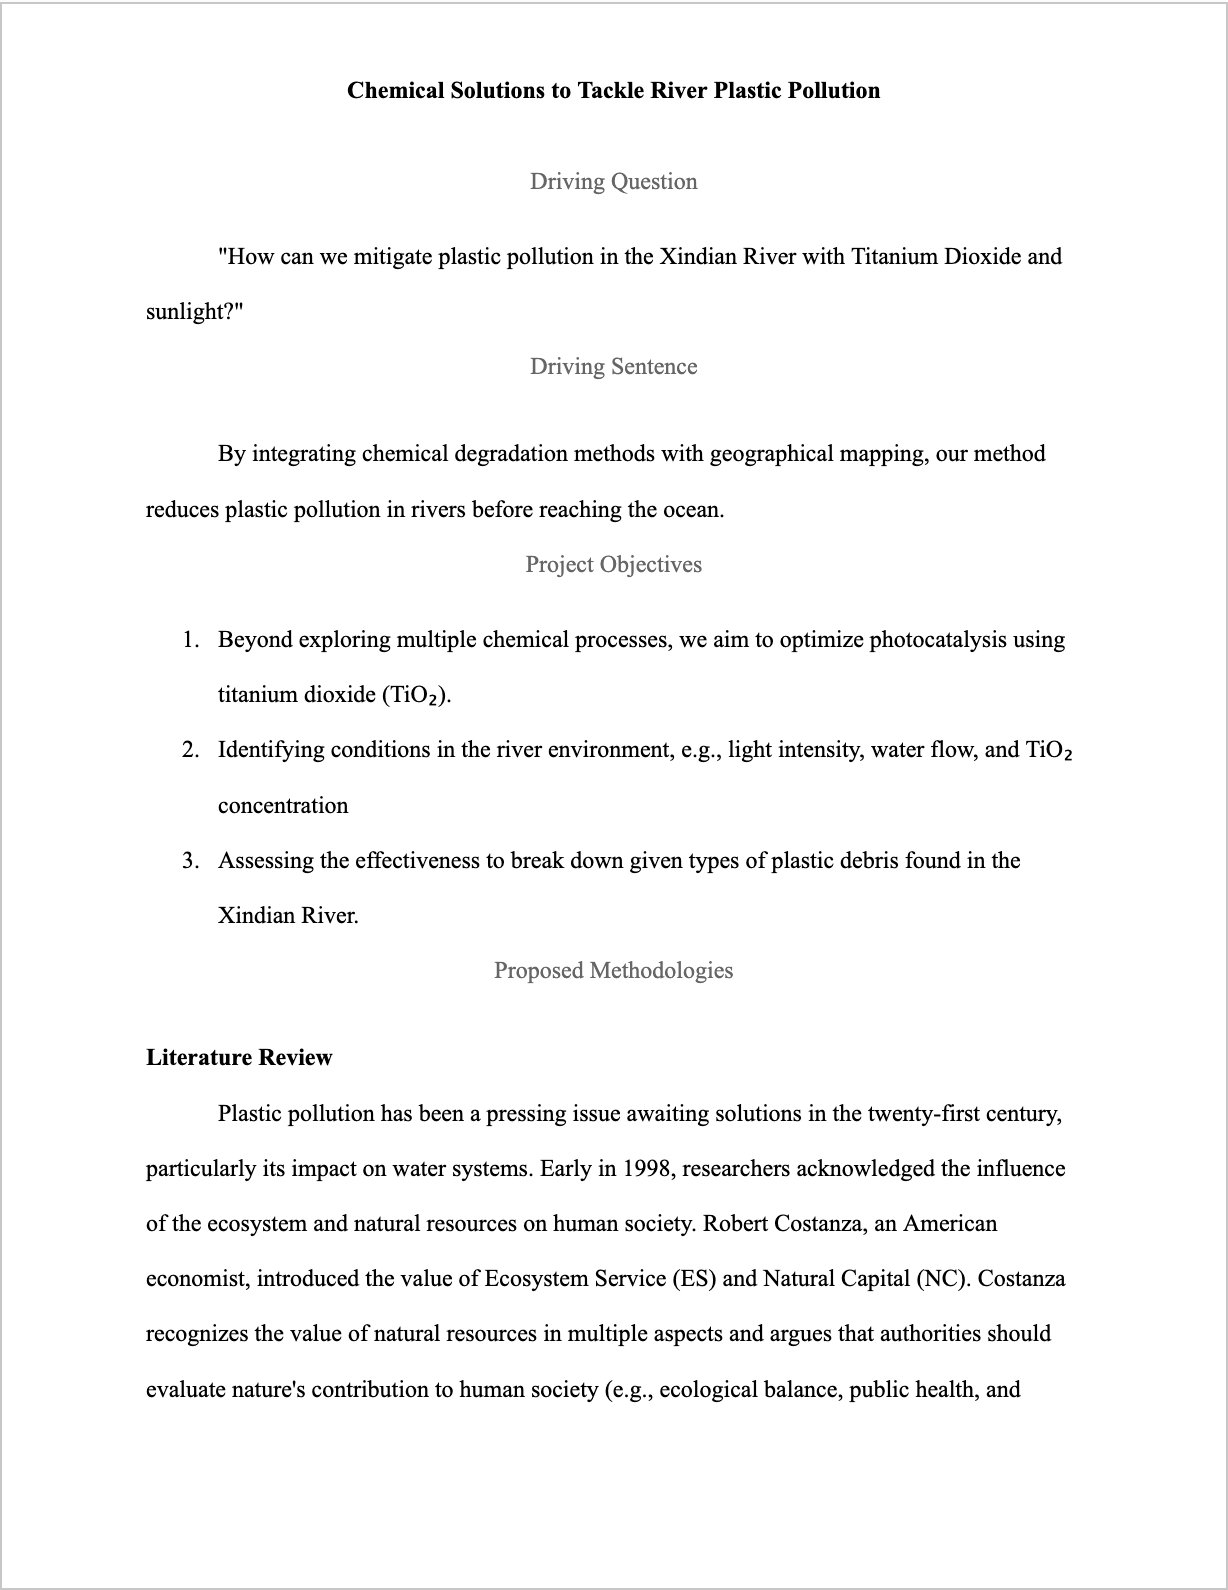 Chemical Solutions to Tackle River Plastic Pollution
Driving Question
"How can we mitigate plastic pollution in the Xindian River with Titanium Dioxide and
sunlight?"
Driving Sentence
By integrating chemical degradation methods with geographical mapping, our method
reduces plastic pollution in rivers before reaching the ocean.
Project Objectives
1. Beyond exploring multiple chemical processes, we aim to optimize photocatalysis using
titanium dioxide (TiO₂).
2. Identifying conditions in the river environment, e.g., light intensity, water flow, and TiO₂
concentration
3. Assessing the effectiveness to break down given types of plastic debris found in the
Xindian River.
Proposed Methodologies
Literature Review
Plastic pollution has been a pressing issue awaiting solutions in the twenty-first century,
particularly its impact on water systems. Early in 1998, researchers acknowledged the influence
of the ecosystem and natural resources on human society. Robert Costanza, an American
economist, introduced the value of Ecosystem Service (ES) and Natural Capital (NC). Costanza
recognizes the value of natural resources in multiple aspects and argues that authorities should
evaluate nature's contribution to human society (e.g., ecological balance, public health, and